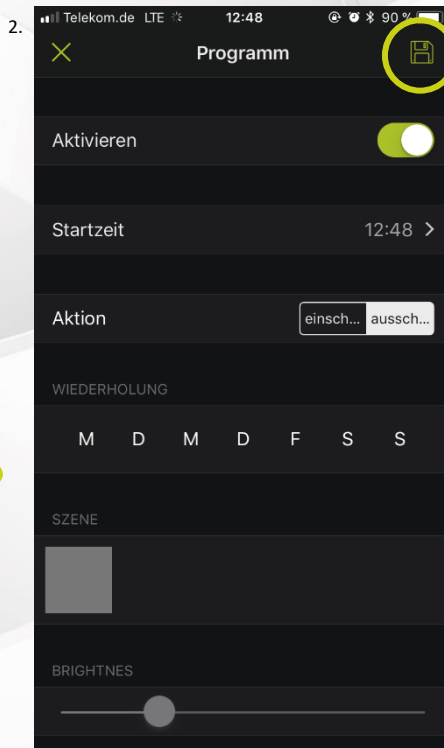 2.
Telekom.de LTE 12:48 90 %
Programm
Aktivieren
Startzeit 12:48
Aktion einsch... aussch...
WIEDERHOLUNG
M D M D F S S
SZENE
BRIGHTNES